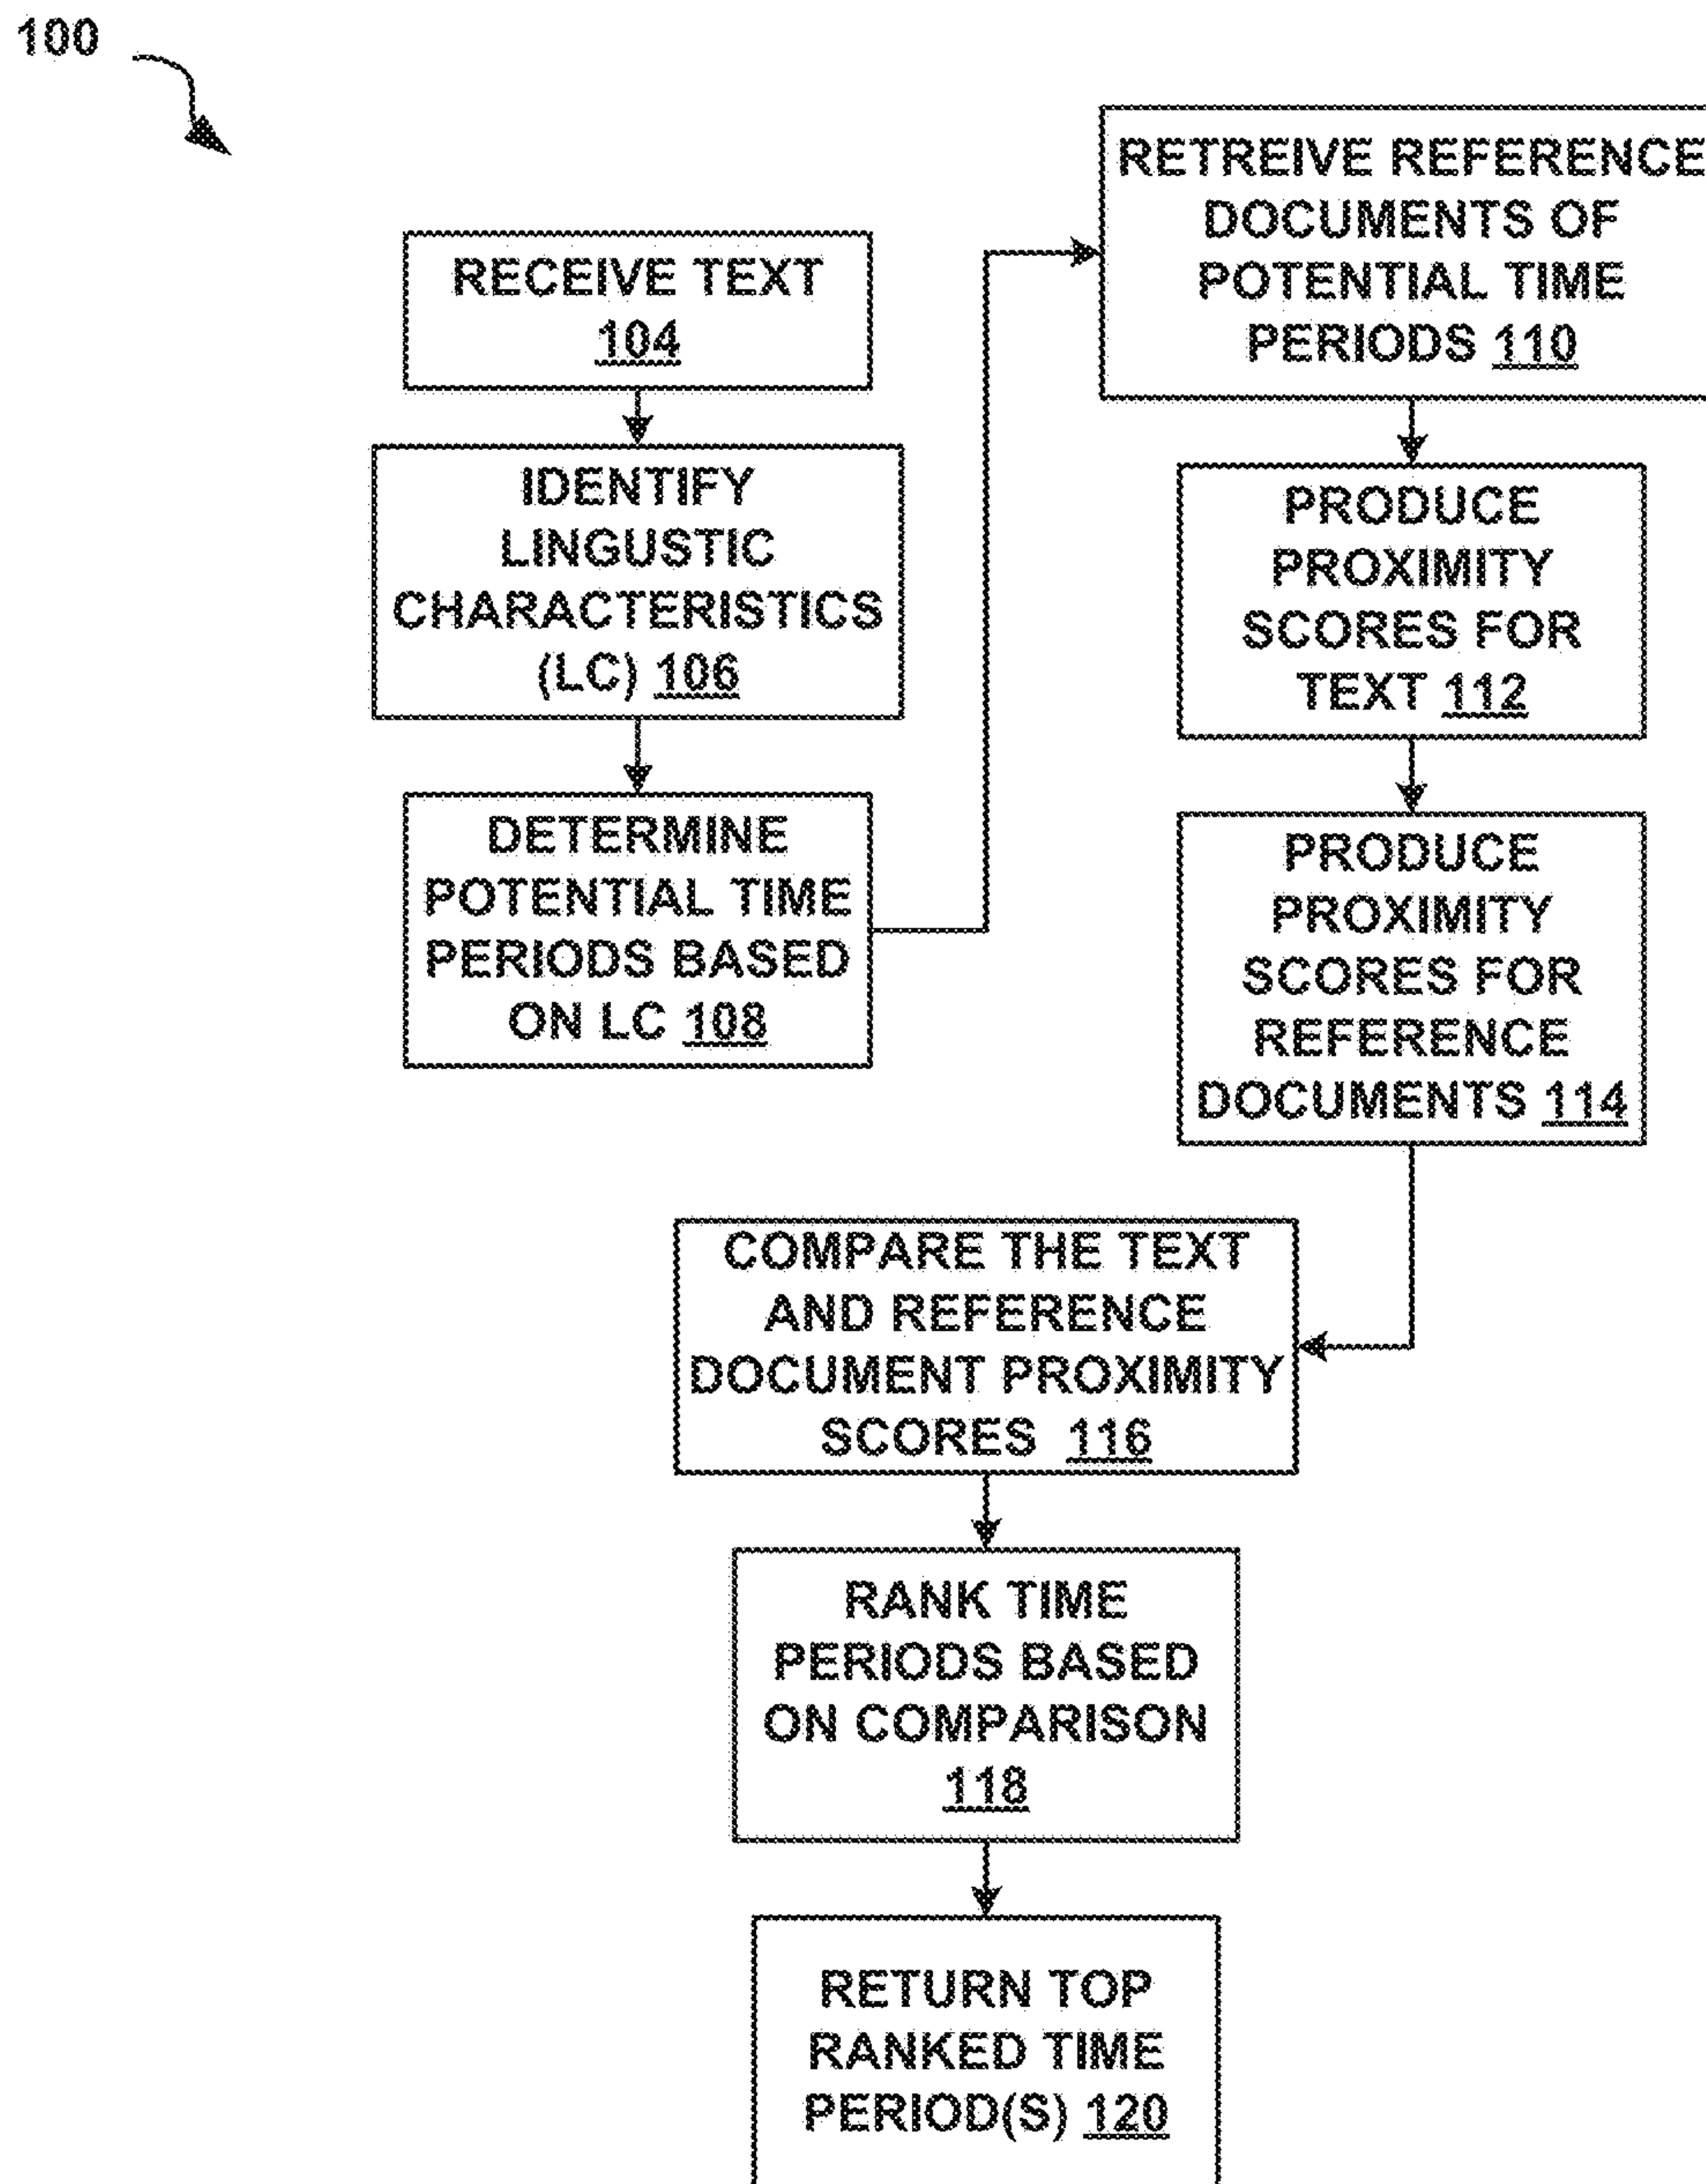 100
RECEIVE TEXT
104
IDENTIFY
LINGUSTIC
CHARACTERISTICS
(LC) 106
DETERMINE
POTENTIAL TIME
PERIODS BASED
ON LC 108
RETREIVE REFERENCE
DOCUMENTS OF
POTENTIAL TIME
PERIODS 110
PRODUCE
PROXIMITY
SCORES FOR
TEXT 112
PRODUCE
PROXIMITY
SCORES FOR
REFERENCE
DOCUMENTS 114
COMPARE THE TEXT
AND REFERENCE
DOCUMENT PROXIMITY
SCORES 116
RANK TIME
PERIODS BASED
ON COMPARISON
118
RETURN TOP
RANKED TIME
PERIOD(S) 120